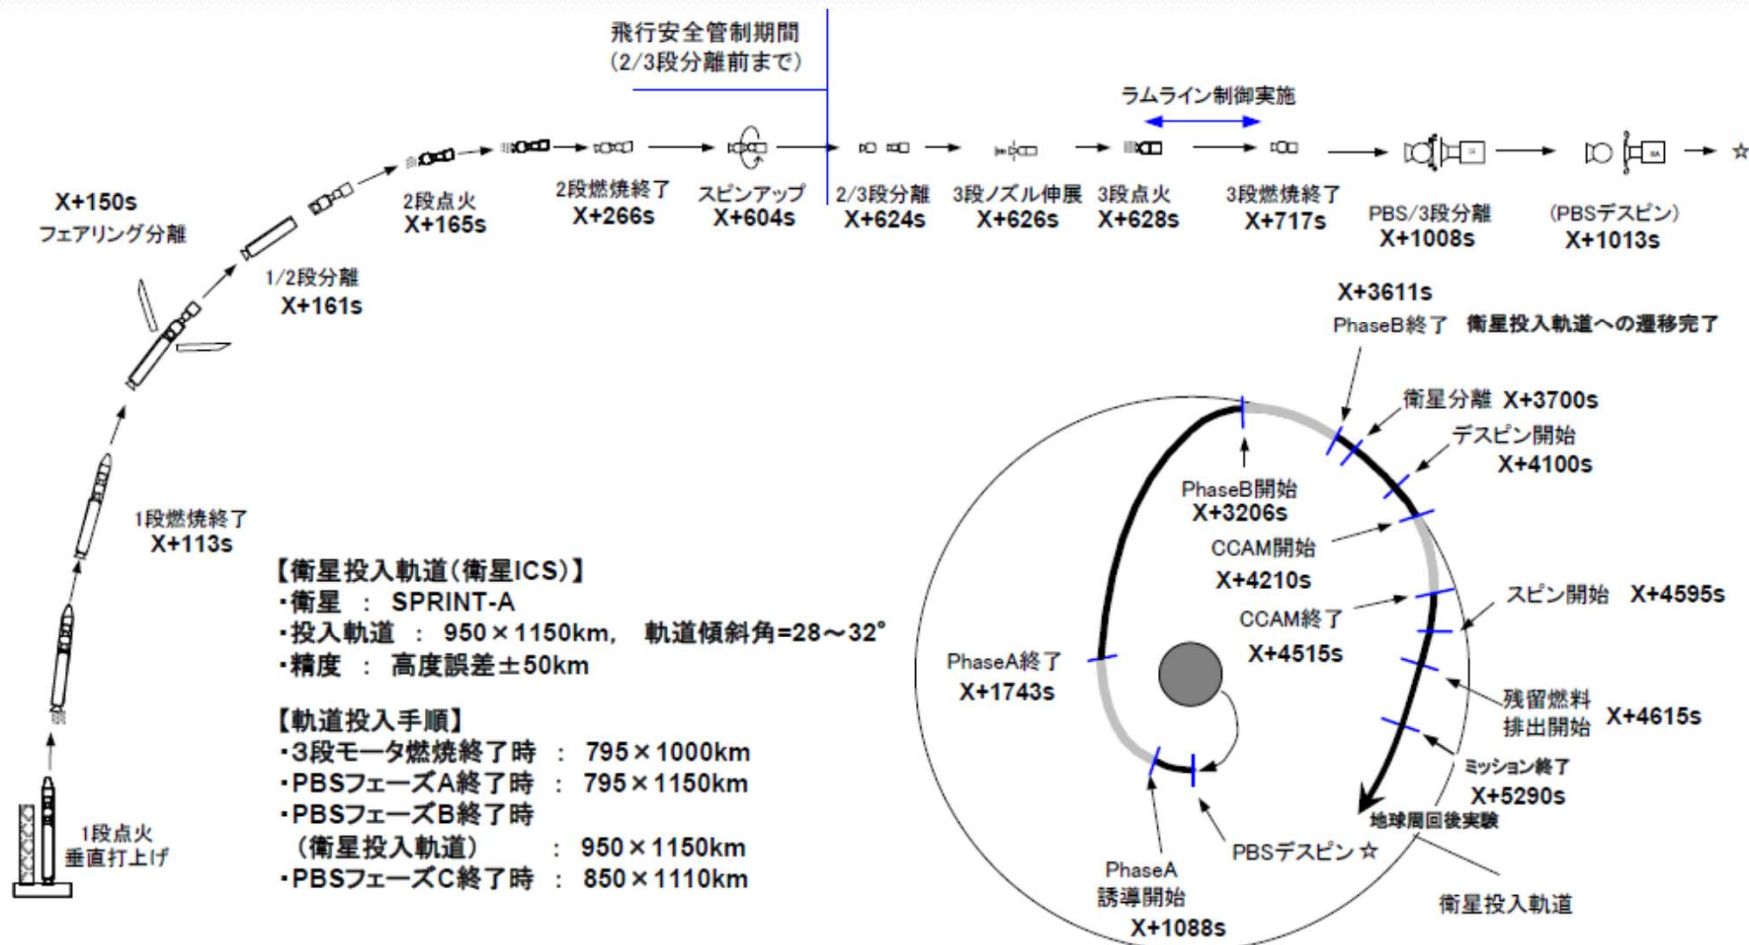 飛行安全管制期間
(2/3段分離前まで)
ラムライン制御実施
X+150s
フェアリング分離
2段点火
X+165s
2段燃焼終了
X+266s
スピンアップ
X+604s
2/3段分離
X+624s
3段ノズル伸展
X+626s
3段点火
X+628s
3段燃焼終了
X+717s
PBS/3段分離
X+1008s
(PBSデスピン)
X+1013s
☆
1/2段分離
X+161s
1段燃焼終了
X+113s
1段点火
垂直打上げ
【衛星投入軌道(衛星ICS)】
・衛星 : SPRINT-A
・投入軌道 : 950×1150km, 軌道傾斜角=28~32°
・精度 : 高度誤差±50km
【軌道投入手順】
・3段モータ燃焼終了時 : 795×1000km
・PBSフェーズA終了時 : 795×1150km
・PBSフェーズB終了時
(衛星投入軌道) : 950×1150km
・PBSフェーズC終了時 : 850×1110km
X+3611s
PhaseB終了 衛星投入軌道への遷移完了
衛星分離 X+3700s
デスピン開始
X+4100s
PhaseB開始
X+3206s
CCAM開始
X+4210s
CCAM終了
X+4515s
スピン開始 X+4595s
PhaseA終了
X+1743s
残留燃料
排出開始 X+4615s
ミッション終了
X+5290s
地球周回後実験
PBSデスピン☆
PhaseA
誘導開始
X+1088s
衛星投入軌道